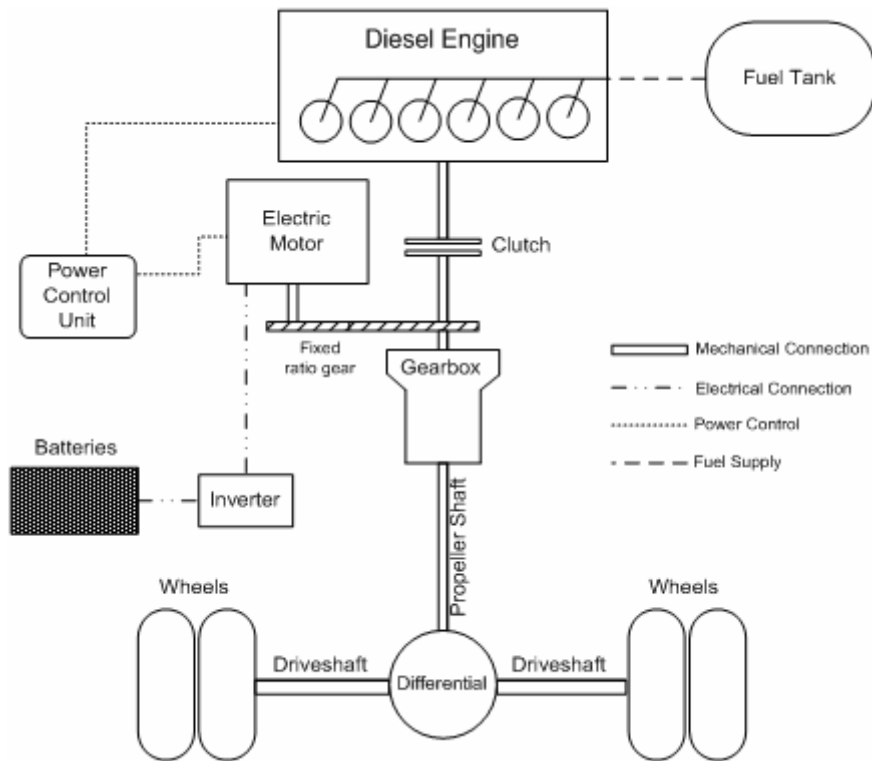 Diesel Engine
Fuel Tank
Electric
Motor
Clutch
Power
Control
Unit
Fixed
ratio gear
Gearbox
Mechanical Connection
Electrical Connection
Power Control
Fuel Supply
Batteries
Inverter
Propeller Shaft
Wheels
Wheels
Driveshaft
Driveshaft
Differential